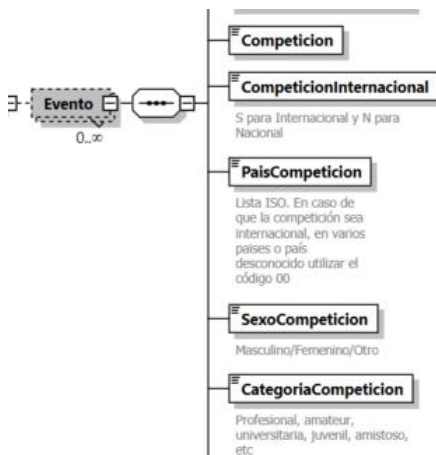 Competicion
CompeticionInternacional
Evento
0..∞
S para Internacional y N para
Nacional
PaisCompeticion
Lista ISO. En caso de
que la competición sea
internacional, en varios
paises o país
desconocido utilizar el
código 00
SexoCompeticion
Masculino/Femenino/Otro
CategoriaCompeticion
Profesional, amateur,
universitaria, juvenil, amistoso,
etc